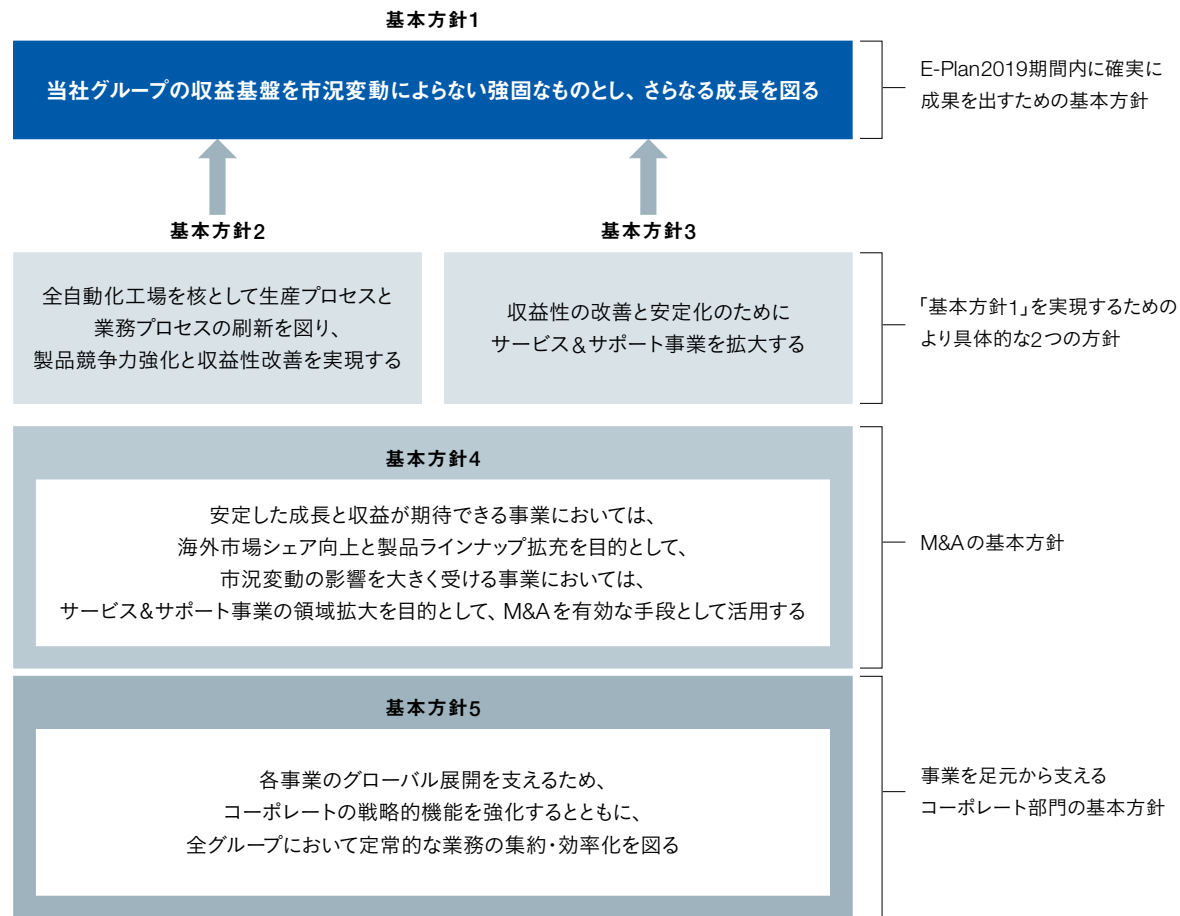 基本方針1
当社グループの収益基盤を市況変動によらない強固なものとし、さらなる成長を図る
E-Plan2019期間内に確実に
成果を出すための基本方針
基本方針2
全自動化工場を核として生産プロセスと
業務プロセスの刷新を図り、
製品競争力強化と収益性改善を実現する
基本方針3
収益性の改善と安定化のために
サービス&サポート事業を拡大する
「基本方針1」を実現するための
より具体的な2つの方針
基本方針4
安定した成長と収益が期待できる事業においては、
海外市場シェア向上と製品ラインナップ拡充を目的として、
市況変動の影響を大きく受ける事業においては、
サービス&サポート事業の領域拡大を目的として、M&Aを有効な手段として活用する
M&Aの基本方針
基本方針5
各事業のグローバル展開を支えるため、
コーポレートの戦略的機能を強化するとともに、
全グループにおいて定常的な業務の集約・効率化を図る
事業を足元から支える
コーポレート部門の基本方針